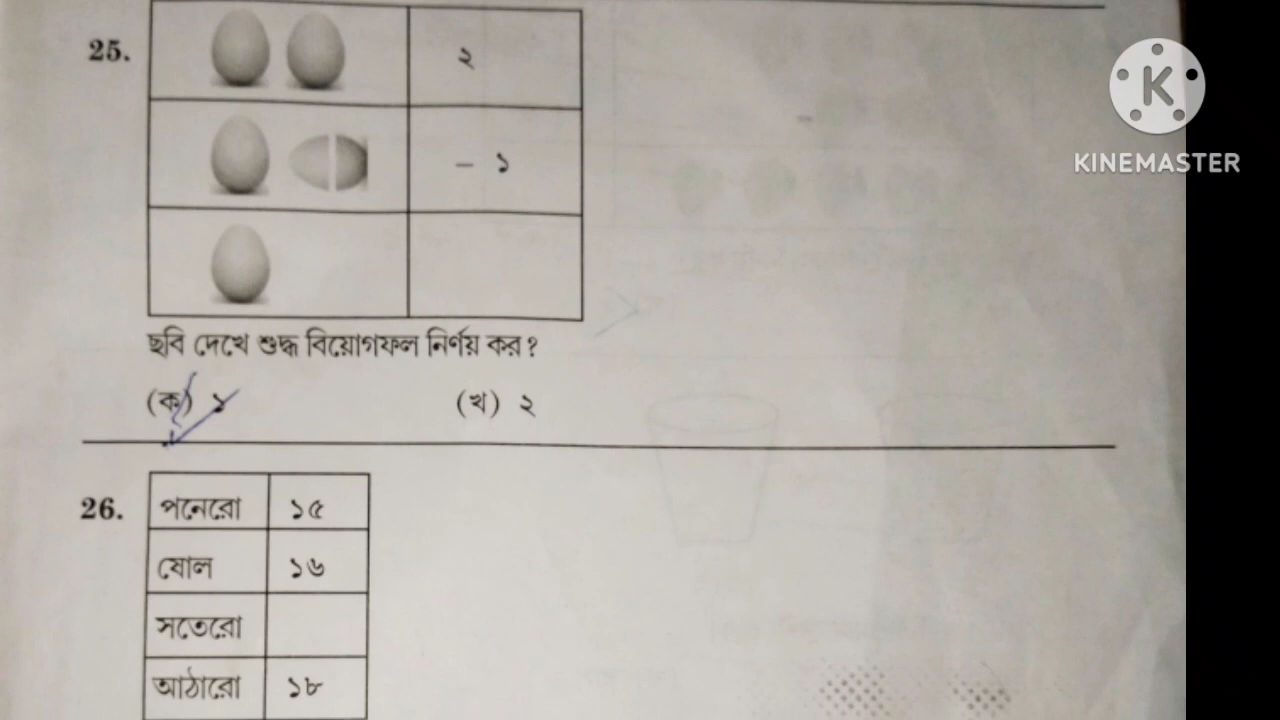 25.
২
– ১
ছবি দেখে শুদ্ধ বিয়োগফল নির্ণয় কর?
(ক) ১ (খ) ২
26.
পনেরো ১৫
ষোল ১৬
সতেরো
আঠারো ১৮
K
KINEMASTER